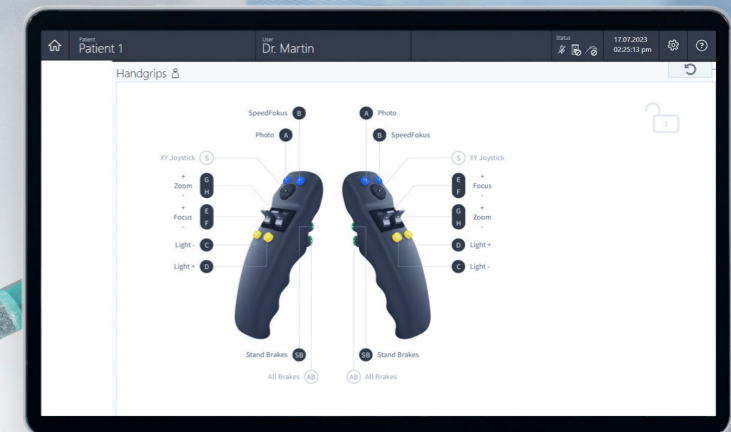 Patient
Patient 1
User
Dr. Martin
Status
17.07.2023
02:25:13 pm
?
Handgrips
SpeedFokus B
Photo A
XY Joystick S
+
Zoom
-
G
H
+
Focus
-
E
F
Light - C
Light + D
Stand Brakes SB
All Brakes AB
A Photo
B SpeedFokus
S XY Joystick
E
F
+
Focus
-
G
H
+
Zoom
-
D Light +
C Light -
SB Stand Brakes
AB All Brakes